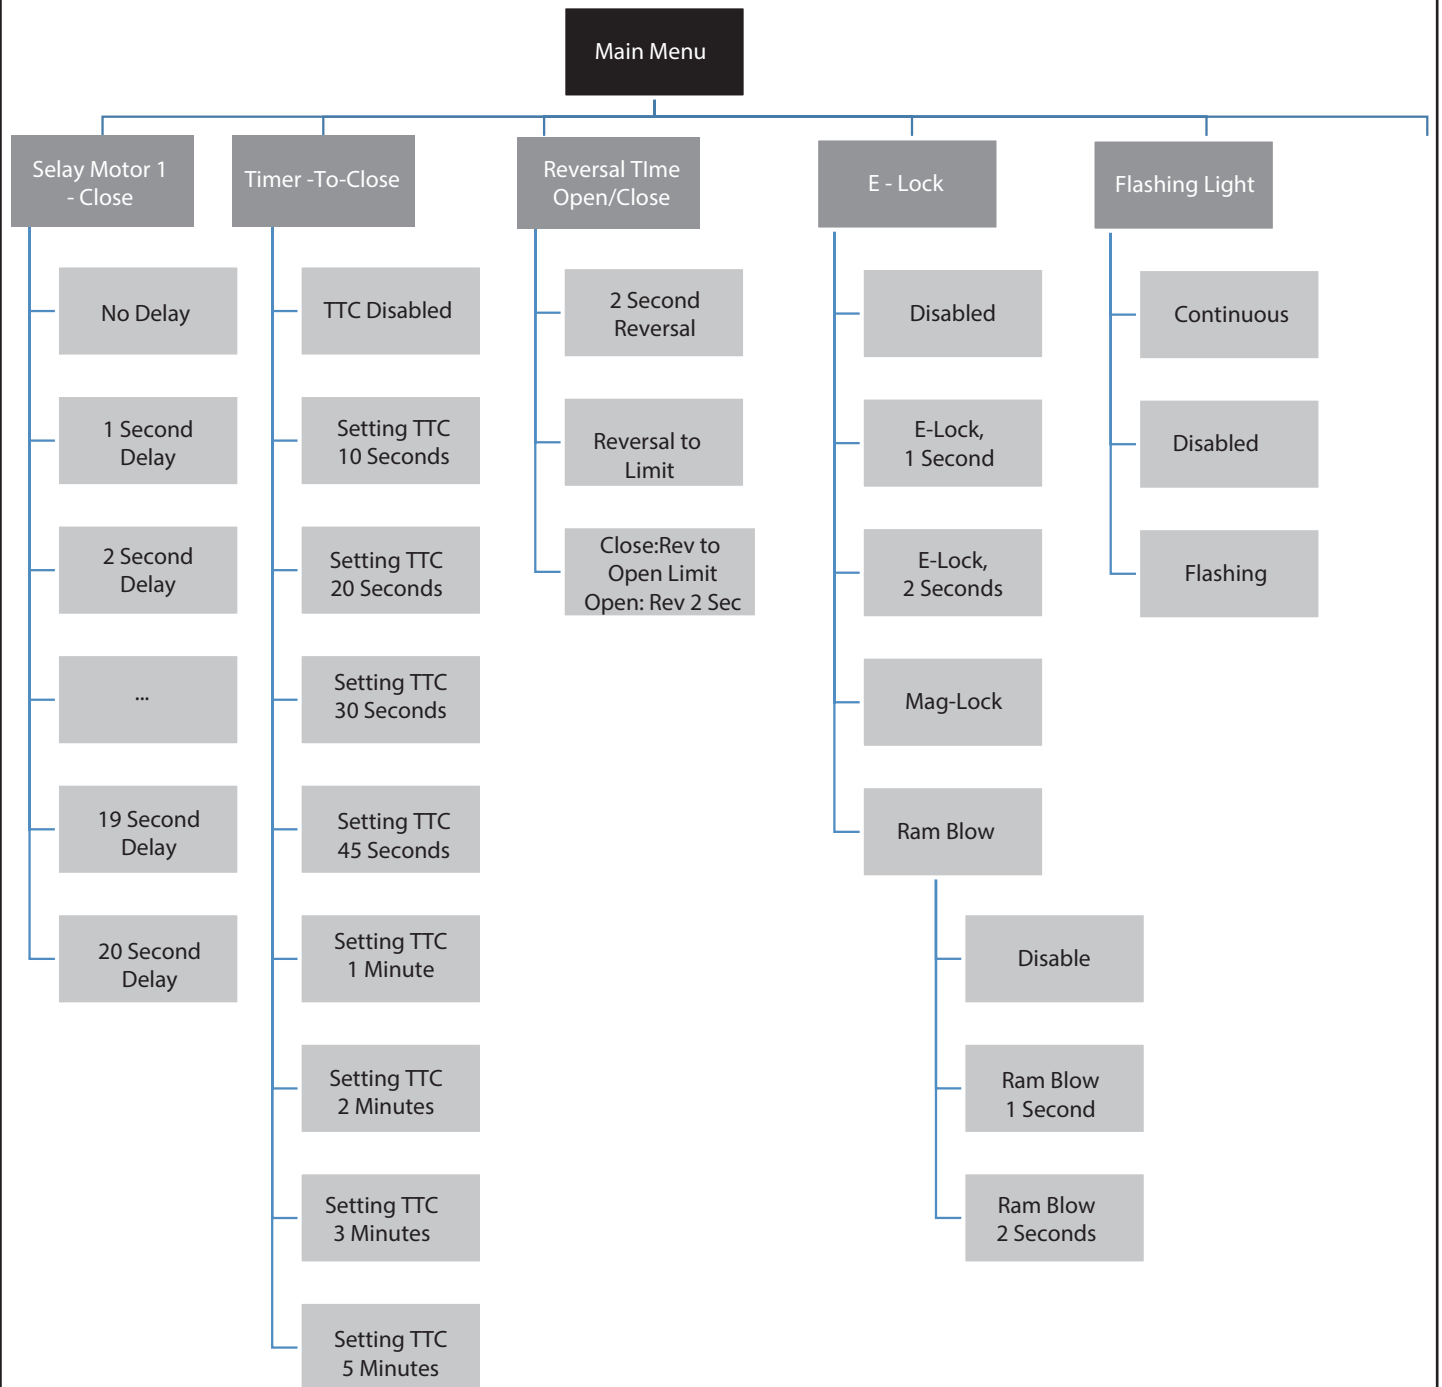 Main Menu
Selay Motor 1
- Close
No Delay
1 Second
Delay
2 Second
Delay
...
19 Second
Delay
20 Second
Delay
Timer -To-Close
TTC Disabled
Setting TTC
10 Seconds
Setting TTC
20 Seconds
Setting TTC
30 Seconds
Setting TTC
45 Seconds
Setting TTC
1 Minute
Setting TTC
2 Minutes
Setting TTC
3 Minutes
Setting TTC
5 Minutes
Reversal TIme
Open/Close
2 Second
Reversal
Reversal to
Limit
Close:Rev to
Open Limit
Open: Rev 2 Sec
E - Lock
Disabled
E-Lock,
1 Second
E-Lock,
2 Seconds
Mag-Lock
Ram Blow
Disable
Ram Blow
1 Second
Ram Blow
2 Seconds
Flashing Light
Continuous
Disabled
Flashing